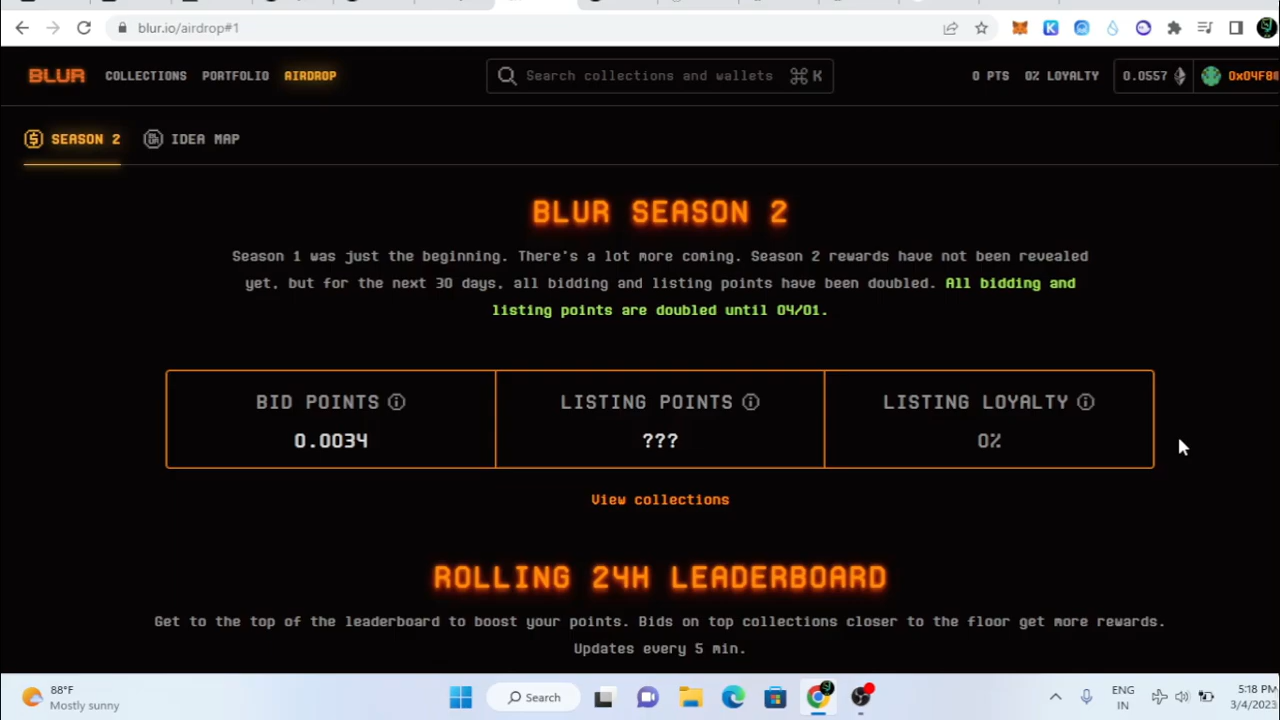 blur.io/airdrop#1
BLUR COLLECTIONS PORTFOLIO AIRDROP Search collections and wallets ⌘ K 0 PTS 0% LOYALTY 0.0557 0x04F8
SEASON 2 IDEA MAP
BLUR SEASON 2
Season 1 was just the beginning. There's a lot more coming. Season 2 rewards have not been revealed
yet, but for the next 30 days, all bidding and listing points have been doubled. All bidding and
listing points are doubled until 04/01.
BID POINTS LISTING POINTS LISTING LOYALTY
0.0034 ??? 0%
View collections
ROLLING 24H LEADERBOARD
Get to the top of the leaderboard to boost your points. Bids on top collections closer to the floor get more rewards.
Updates every 5 min.
88°F
Mostly sunny
Search
ENG
IN
5:18 PM
3/4/2023